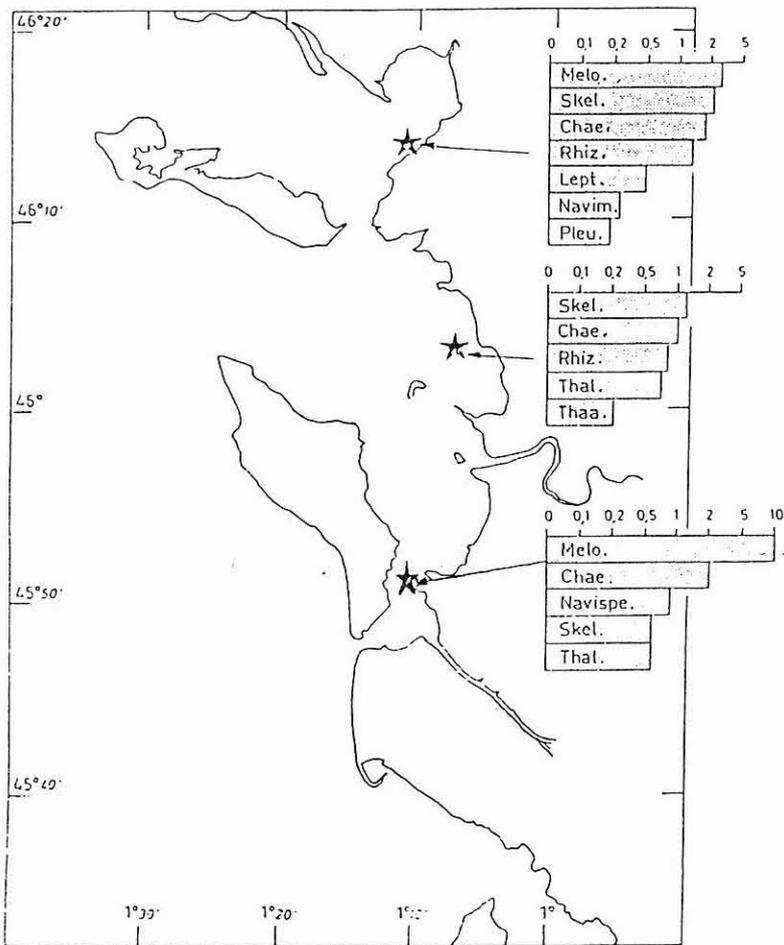 46°20'
0 0,1 0,2 0,5 1 2 5
Melo.
Skel.
Chae.
Rhiz.
Lept.
Navim.
Pleu.
46°10'
0 0,1 0,2 0,5 1 2 5
Skel.
Chae.
Rhiz.
Thal.
Thaa.
45°
0 0,1 0,2 0,5 1 2 5 10
Melo.
Chae.
Navispe.
Skel.
Thal.
45°50'
45°40'
1°20' 1°